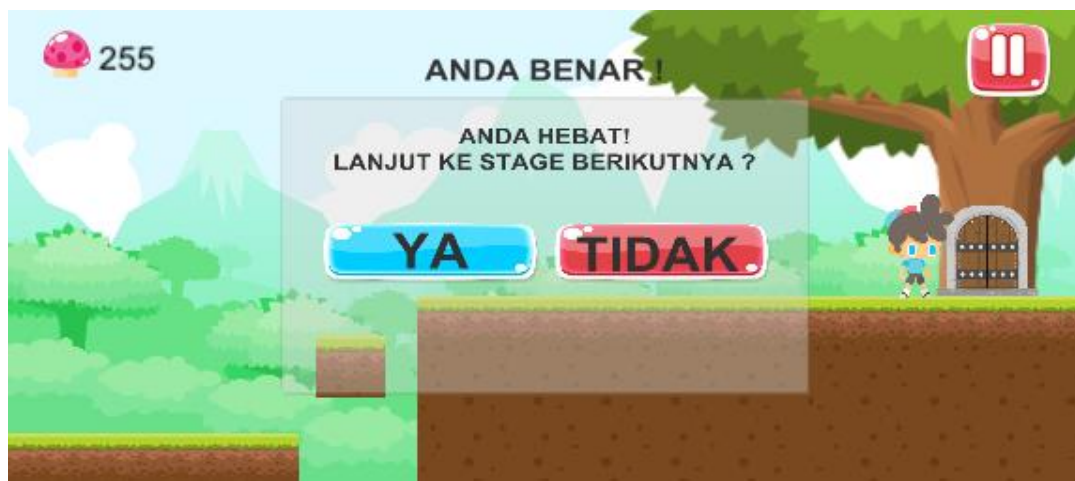 255
ANDA BENAR !
ANDA HEBAT!
LANJUT KE STAGE BERIKUTNYA ?
YA TIDAK